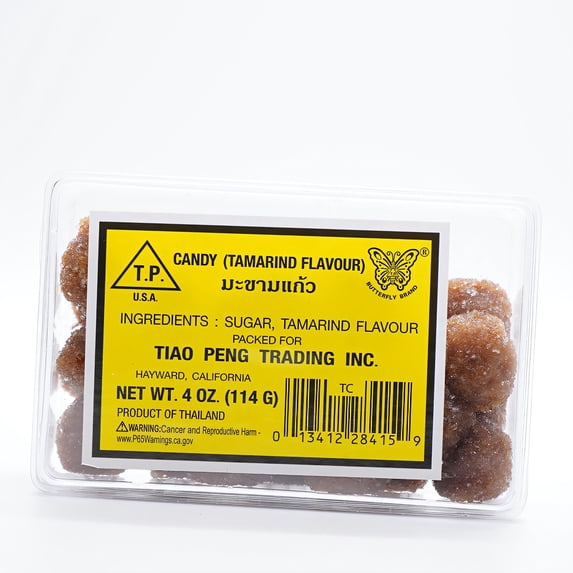 T.P.
U.S.A.
CANDY (TAMARIND FLAVOUR)
มะขามแก้ว
BUTTERFLY BRAND
®
INGREDIENTS : SUGAR, TAMARIND FLAVOUR
PACKED FOR
TIAO PENG TRADING INC.
HAYWARD, CALIFORNIA
NET WT. 4 OZ. (114 G)
PRODUCT OF THAILAND
⚠WARNING:Cancer and Reproductive Harm -
www.P65Warnings.ca.gov
TC
0 13412 28415 9